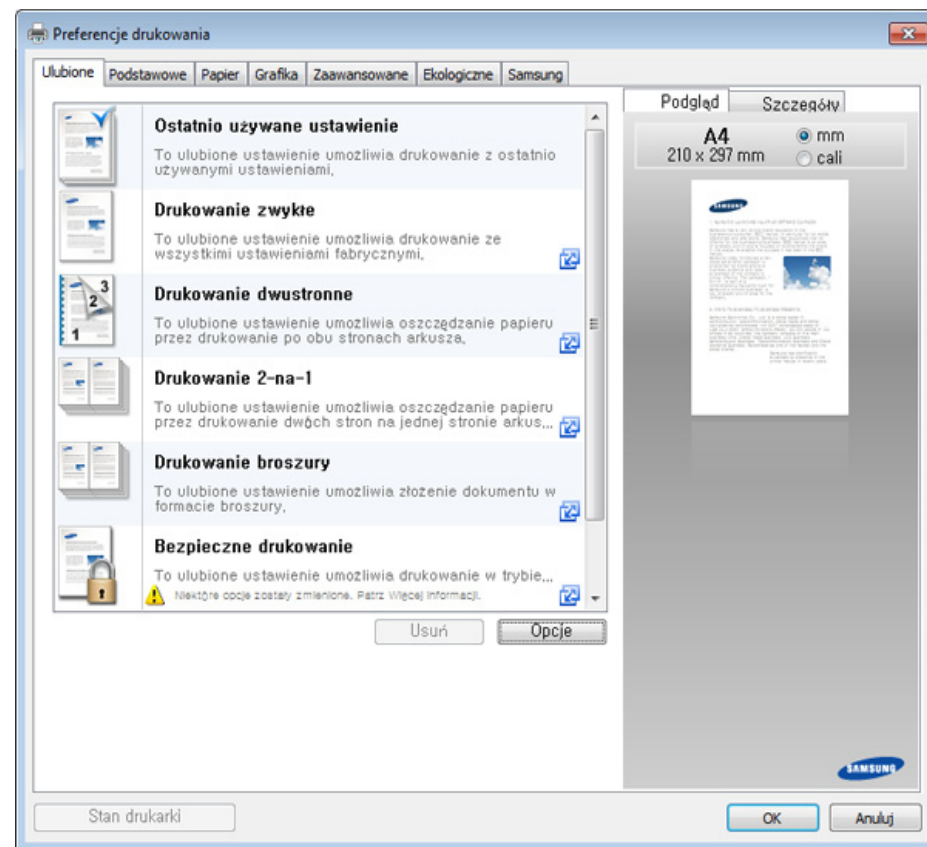 Preferencje drukowania
Ulubione Podstawowe Papier Grafika Zaawansowane Ekologiczne Samsung
Ostatnio używane ustawienie
To ulubione ustawienie umożliwia drukowanie z ostatnio
używanymi ustawieniami,
Drukowanie zwykłe
To ulubione ustawienie umożliwia drukowanie ze
wszystkimi ustawieniami fabrycznymi,
Drukowanie dwustronne
To ulubione ustawienie umożliwia oszczędzanie papieru
przez drukowanie po obu stronach arkusza,
Drukowanie 2-na-1
To ulubione ustawienie umożliwia oszczędzanie papieru
przez drukowanie dwóch stron na jednej stronie arkus...
Drukowanie broszury
To ulubione ustawienie umożliwia złożenie dokumentu w
formacie broszury,
Bezpieczne drukowanie
To ulubione ustawienie umożliwia drukowanie w trybie...
Niektóre opcje zostały zmienione. Patrz Więcej informacji.
Usuń Opcje
Podgląd Szczegóły
A4
210 x 297 mm
mm
cali
SAMSUNG
SAMSUNG
Stan drukarki OK Anuluj
1 2 3